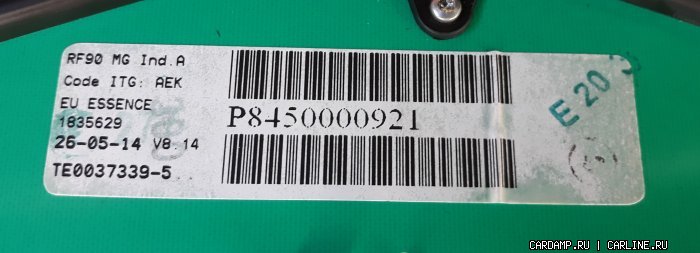 RF90 MG Ind.A
Code ITG: AEK
EU ESSENCE
1835629
26-05-14 V8.14
TE0037339-5
P8450000921
E 20
CARDAMP.RU | CARLINE.RU